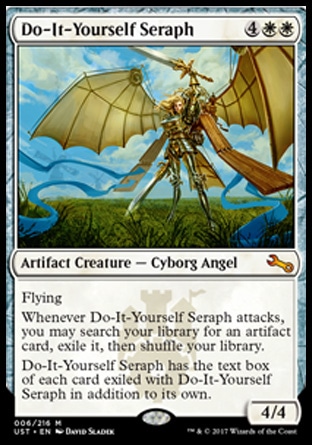 Do-It-Yourself Seraph 4
Artifact Creature — Cyborg Angel
Flying
Whenever Do-It-Yourself Seraph attacks,
you may search your library for an artifact
card, exile it, then shuffle your library.
Do-It-Yourself Seraph has the text box
of each card exiled with Do-It-Yourself
Seraph in addition to its own.
4/4
006/216 M
UST • EN DAVID SLADEK
™ & © 2017 Wizards of the Coast